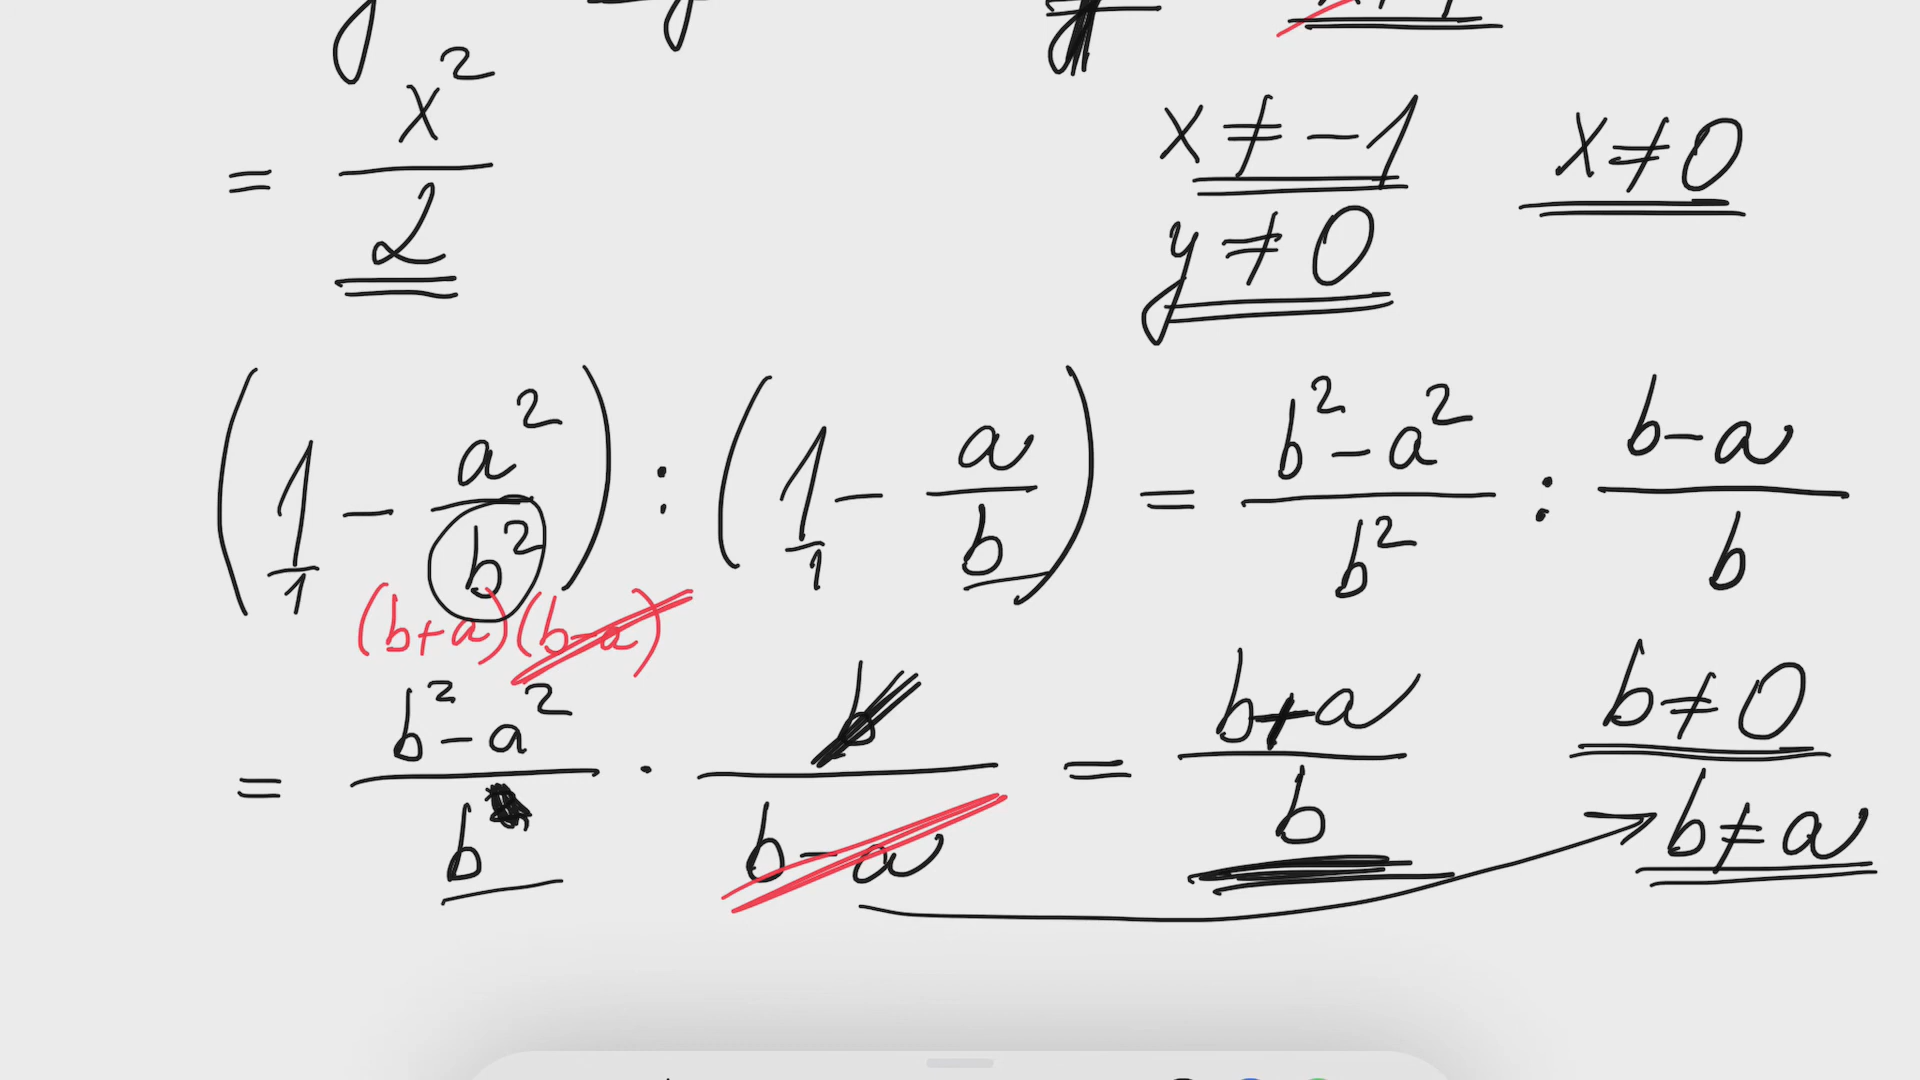 = x²/2
x ≠ -1
x ≠ 0
y ≠ 0
(1/1 - a²/b²) : (1/1 - a/b) = (b² - a²)/b² : (b - a)/b
(b+a)(b-a)
= (b² - a²)/b · b/(b - a) = (b+a)/b
b ≠ 0
b ≠ a